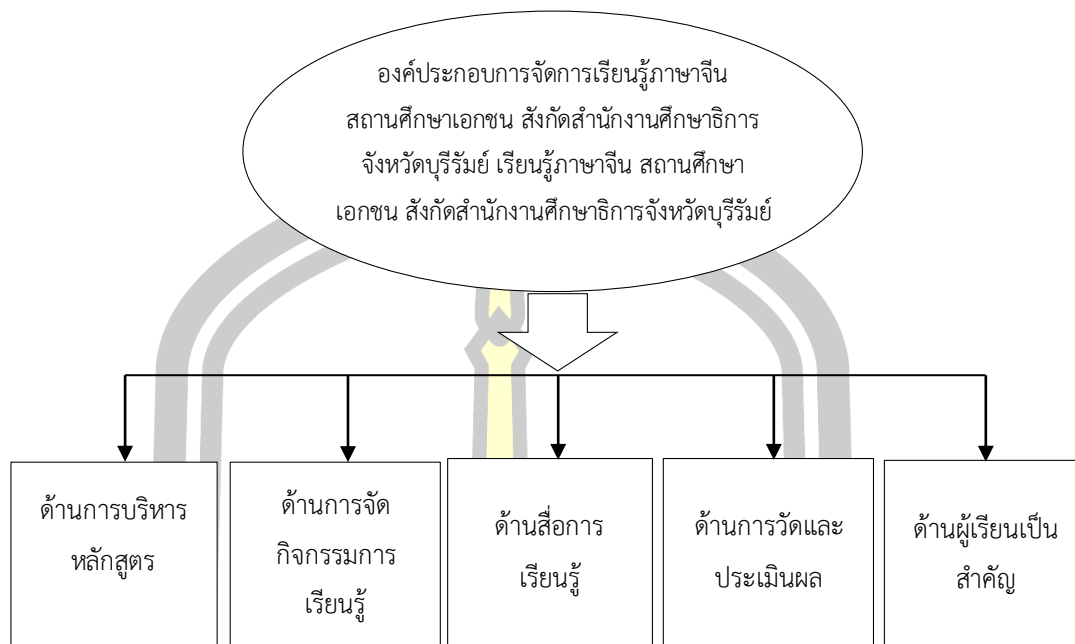 องค์ประกอบการจัดการเรียนรู้ภาษาจีน
สถานศึกษาเอกชน สังกัดสำนักงานศึกษาธิการ
จังหวัดบุรีรัมย์ เรียนรู้ภาษาจีน สถานศึกษา
เอกชน สังกัดสำนักงานศึกษาธิการจังหวัดบุรีรัมย์
ด้านการบริหาร
หลักสูตร
ด้านการจัด
กิจกรรมการ
เรียนรู้
ด้านสื่อการ
เรียนรู้
ด้านการวัดและ
ประเมินผล
ด้านผู้เรียนเป็น
สำคัญ